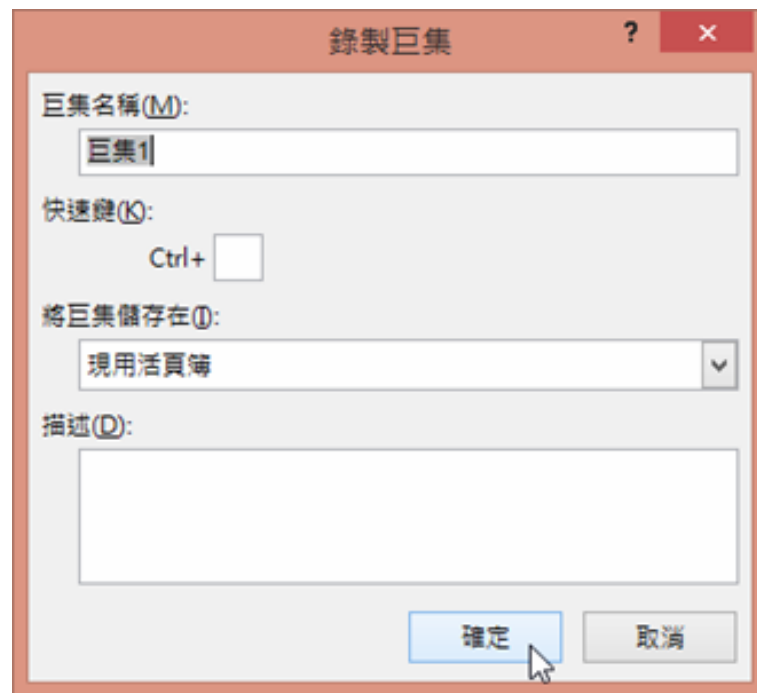 錄製巨集
?
巨集名稱(M):
巨集1
快速鍵(K):
Ctrl+
將巨集儲存在(I):
現用活頁簿
描述(D):
確定 取消